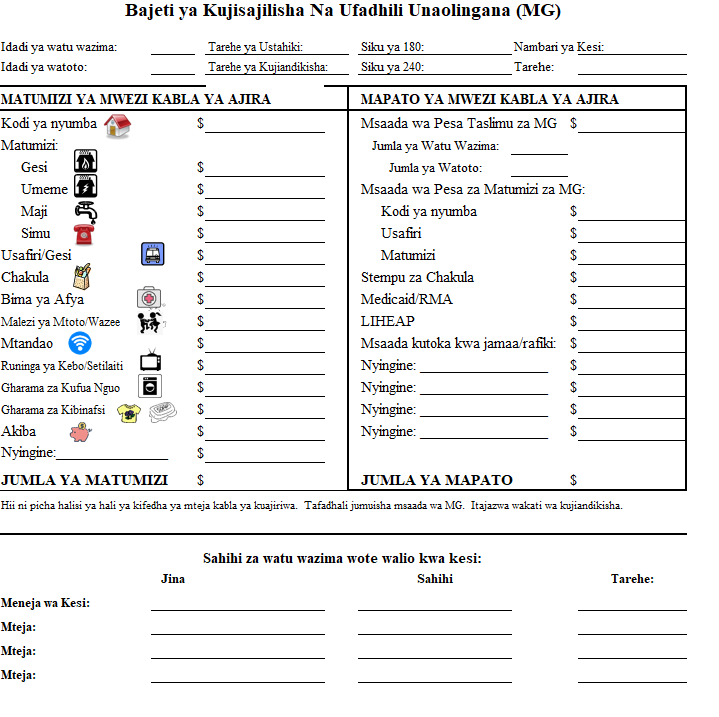 Bajeti ya Kujisajilisha Na Ufadhili Unaolingana (MG)
Idadi ya watu wazima: Tarehe ya Ustahiki: Siku ya 180: Nambari ya Kesi:
Idadi ya watoto: Tarehe ya Kujiandikisha: Siku ya 240: Tarehe:
MATUMIZI YA MWEZI KABLA YA AJIRA
Kodi ya nyumba $
Matumizi:
Gesi $
Umeme $
Maji $
Simu $
Usafiri/Gesi $
Chakula $
Bima ya Afya $
Malezi ya Mtoto/Wazee $
Mtandao $
Runinga ya Kebo/Setilaiti $
Gharama za Kufua Nguo $
Gharama za Kibinafsi $
Akiba $
Nyingine:________________ $
JUMLA YA MATUMIZI $
MAPATO YA MWEZI KABLA YA AJIRA
Msaada wa Pesa Taslimu za MG $
Jumla ya Watu Wazima:
Jumla ya Watoto:
Msaada wa Pesa za Matumizi za MG:
Kodi ya nyumba $
Usafiri $
Matumizi $
Stempu za Chakula $
Medicaid/RMA $
LIHEAP $
Msaada kutoka kwa jamaa/rafiki: $
Nyingine: __________________ $
Nyingine: __________________ $
Nyingine: __________________ $
Nyingine: __________________ $
JUMLA YA MAPATO $
Hii ni picha halisi ya hali ya kifedha ya mteja kabla ya kuajiriwa. Tafadhali jumuisha msaada wa MG. Itajazwa wakati wa kujiandikisha.
Sahihi za watu wazima wote walio kwa kesi:
Jina Sahihi Tarehe:
Meneja wa Kesi:
Mteja:
Mteja:
Mteja: